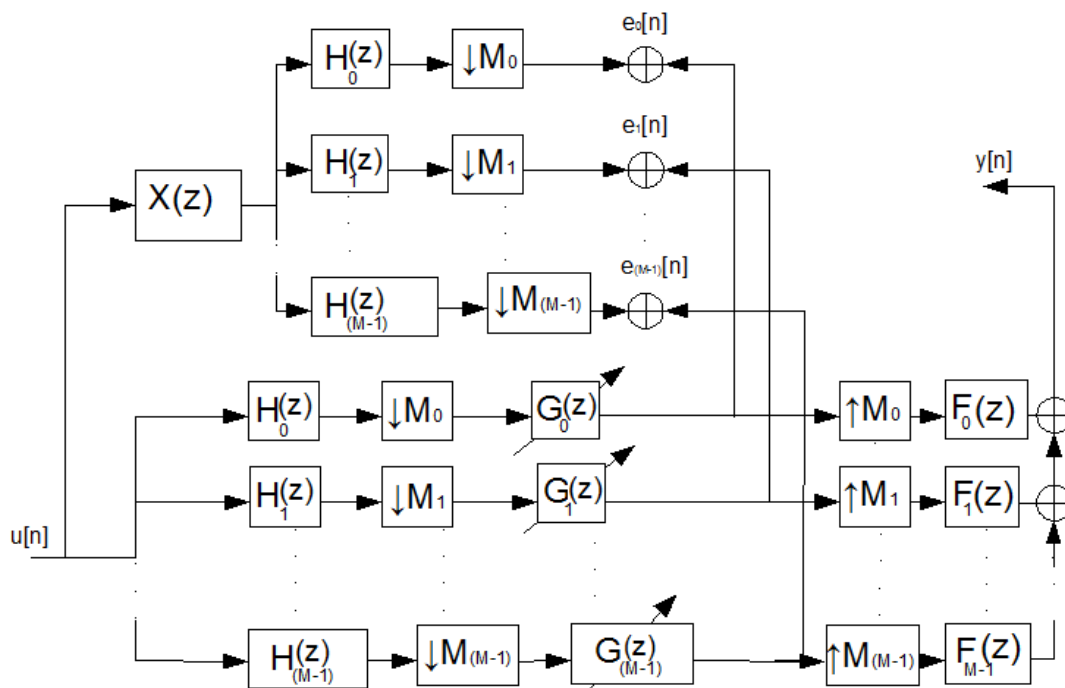 e₀[n]
H₀(z) ↓M₀
e₁[n]
H₁(z) ↓M₁
y[n]
X(z)
e₍M-1₎[n]
H(M-1)(z) ↓M(M-1)
H₀(z) ↓M₀ G₀(z) ↑M₀ F₀(z)
H₁(z) ↓M₁ G₁(z) ↑M₁ F₁(z)
u[n]
H(M-1)(z) ↓M(M-1) G(M-1)(z) ↑M(M-1) FM-1(z)